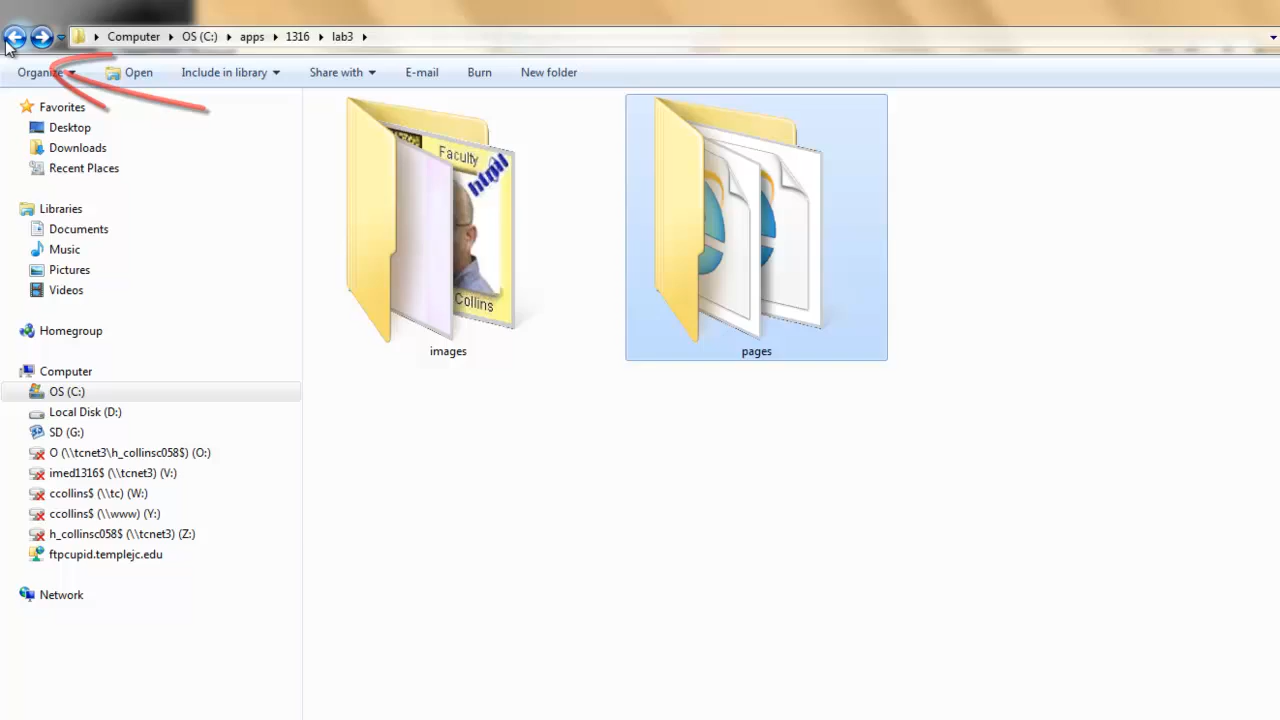 Computer OS (C:) apps 1316 lab3
Organize Open Include in library Share with E-mail Burn New folder
Favorites
Desktop
Downloads
Recent Places
Libraries
Documents
Music
Pictures
Videos
Homegroup
Computer
OS (C:)
Local Disk (D:)
SD (G:)
O (\\tcnet3\h_collinsc058$) (O:)
imed1316$ (\\tcnet3) (V:)
ccollins$ (\\tc) (W:)
ccollins$ (\\www) (Y:)
h_collinsc058$ (\\tcnet3) (Z:)
ftpcupid.templejc.edu
Network
Faculty
html
Collins
images
pages